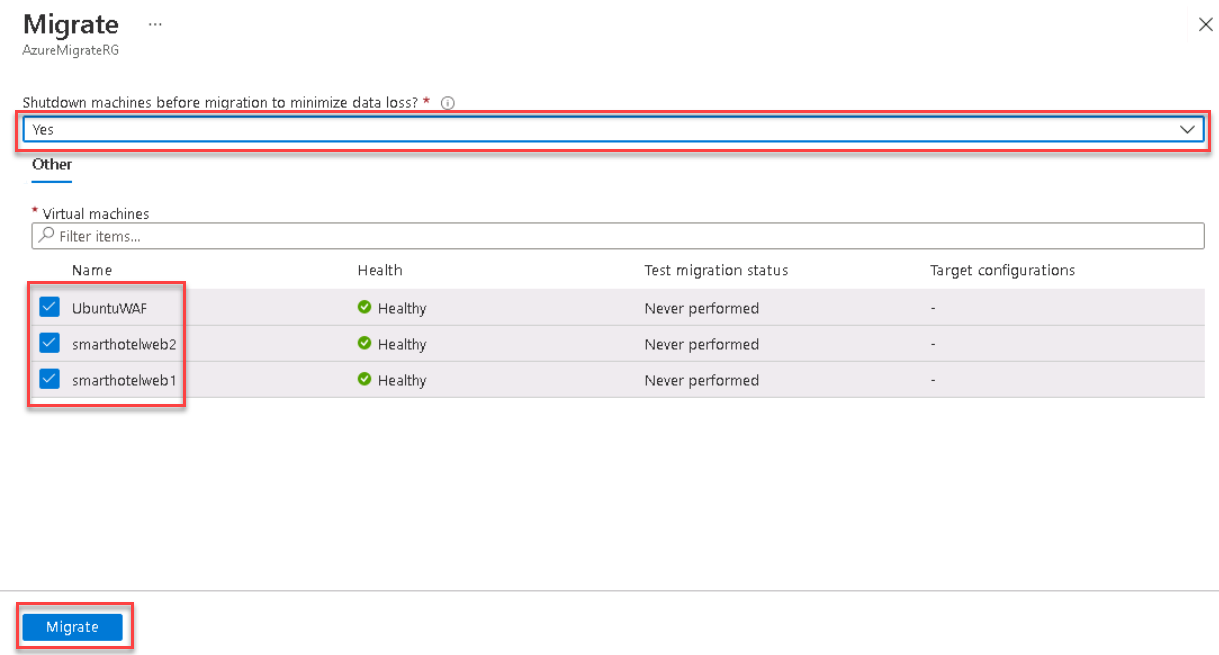 Migrate ...
AzureMigrateRG
Shutdown machines before migration to minimize data loss? *
Yes
Other
* Virtual machines
Filter items...
Name Health Test migration status Target configurations
UbuntuWAF Healthy Never performed -
smarthotelweb2 Healthy Never performed -
smarthotelweb1 Healthy Never performed -
Migrate